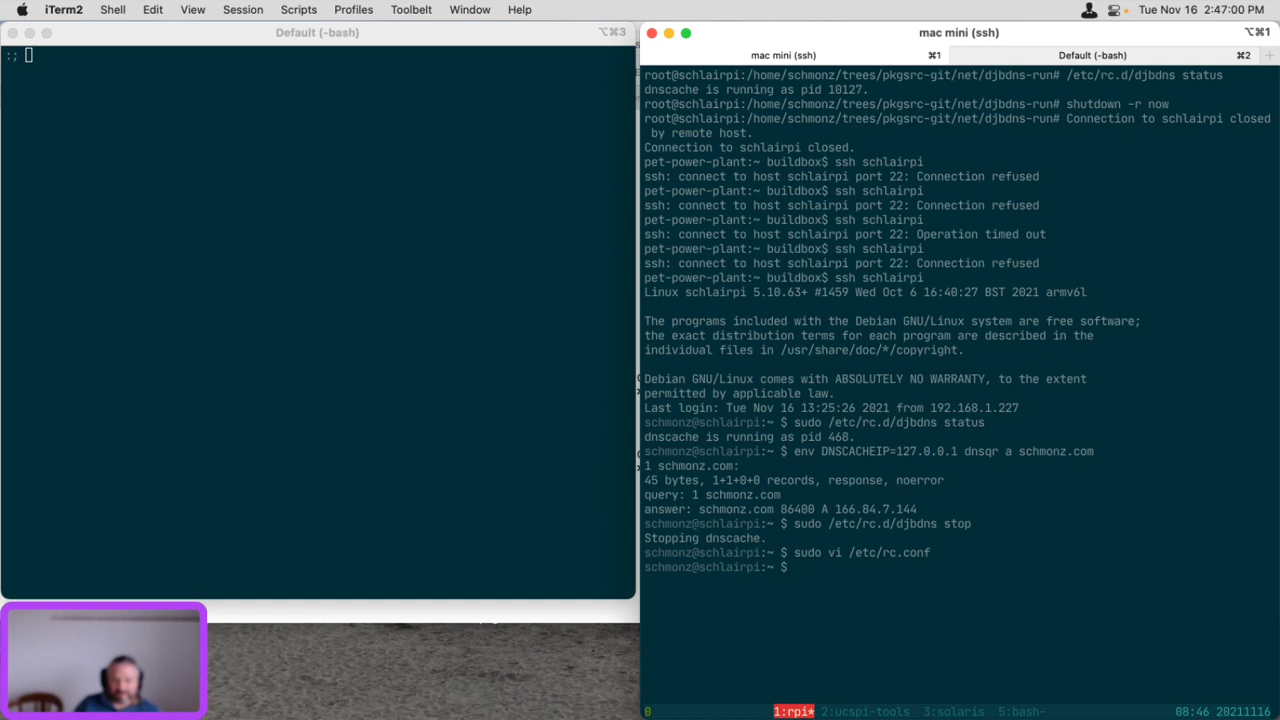 iTerm2 Shell Edit View Session Scripts Profiles Toolbelt Window Help Tue Nov 16 2:47:00 PM
Default (-bash) ⌥⌘3
:;
mac mini (ssh) ⌥⌘1
mac mini (ssh) ⌘1 Default (-bash) ⌘2 +
root@schlairpi:/home/schmonz/trees/pkgsrc-git/net/djbdns-run# /etc/rc.d/djbdns status
dnscache is running as pid 10127.
root@schlairpi:/home/schmonz/trees/pkgsrc-git/net/djbdns-run# shutdown -r now
root@schlairpi:/home/schmonz/trees/pkgsrc-git/net/djbdns-run# Connection to schlairpi closed
by remote host.
Connection to schlairpi closed.
pet-power-plant:~ buildbox$ ssh schlairpi
ssh: connect to host schlairpi port 22: Connection refused
pet-power-plant:~ buildbox$ ssh schlairpi
ssh: connect to host schlairpi port 22: Connection refused
pet-power-plant:~ buildbox$ ssh schlairpi
ssh: connect to host schlairpi port 22: Operation timed out
pet-power-plant:~ buildbox$ ssh schlairpi
ssh: connect to host schlairpi port 22: Connection refused
pet-power-plant:~ buildbox$ ssh schlairpi
Linux schlairpi 5.10.63+ #1459 Wed Oct 6 16:40:27 BST 2021 armv6l
The programs included with the Debian GNU/Linux system are free software;
the exact distribution terms for each program are described in the
individual files in /usr/share/doc/*/copyright.
Debian GNU/Linux comes with ABSOLUTELY NO WARRANTY, to the extent
permitted by applicable law.
Last login: Tue Nov 16 13:25:26 2021 from 192.168.1.227
schmonz@schlairpi:~ $ sudo /etc/rc.d/djbdns status
dnscache is running as pid 468.
schmonz@schlairpi:~ $ env DNSCACHEIP=127.0.0.1 dnsqr a schmonz.com
1 schmonz.com:
45 bytes, 1+1+0+0 records, response, noerror
query: 1 schmonz.com
answer: schmonz.com 86400 A 166.84.7.144
schmonz@schlairpi:~ $ sudo /etc/rc.d/djbdns stop
Stopping dnscache.
schmonz@schlairpi:~ $ sudo vi /etc/rc.conf
schmonz@schlairpi:~ $
0 1:rpi* 2:ucspi-tools 3:solaris 5:bash- 08:46 20211116